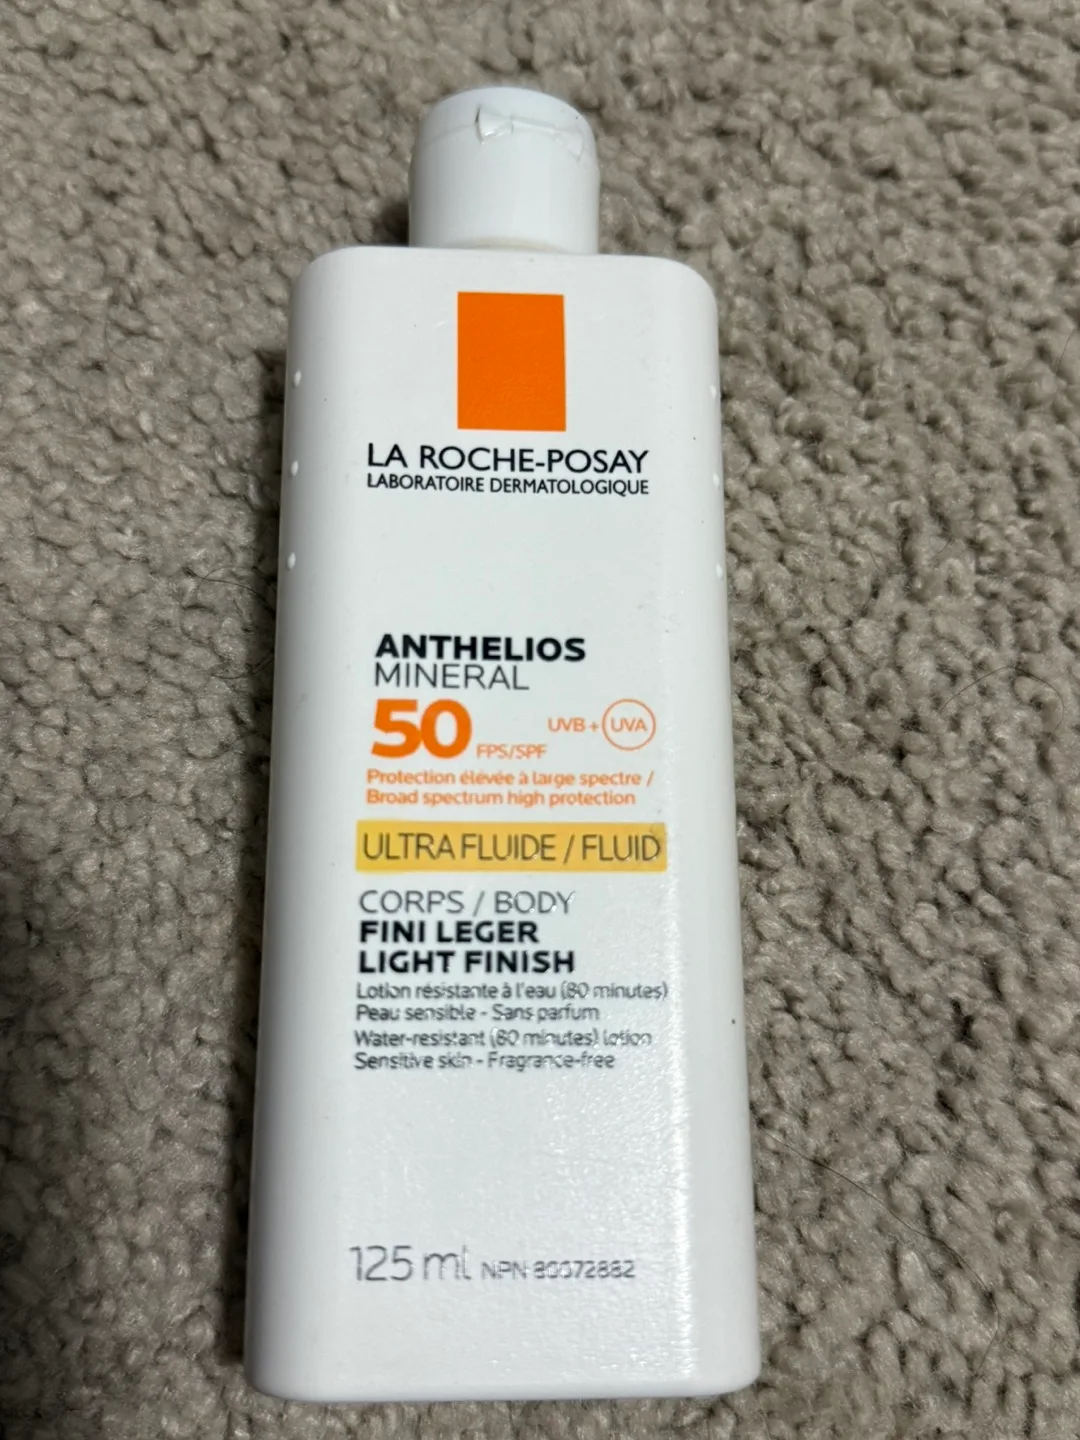 LA ROCHE-POSAY
LABORATOIRE DERMATOLOGIQUE
ANTHELIOS
MINERAL
50 FPS/SPF UVB + UVA
Protection élevée à large spectre /
Broad spectrum high protection
ULTRA FLUIDE / FLUID
CORPS / BODY
FINI LEGER
LIGHT FINISH
Lotion résistante à l'eau (80 minutes)
Peau sensible - Sans parfum
Water-resistant (80 minutes) lotion
Sensitive skin - Fragrance-free
125 ml NPN 80072882